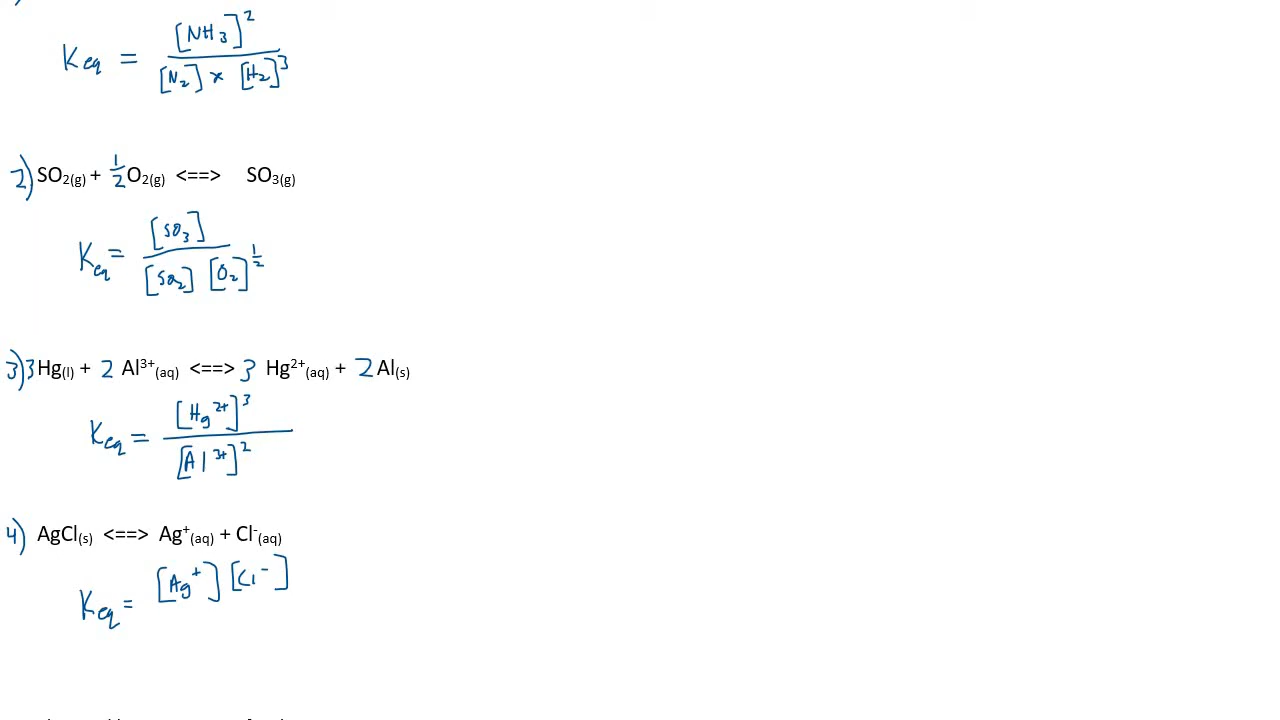 Keq = [NH3]²
[N2] × [H2]³
2) SO2(g) + 1/2 O2(g) <==> SO3(g)
Keq = [SO3]
[SO2] [O2]^1/2
3) 3 Hg(l) + 2 Al³⁺(aq) <==> 3 Hg²⁺(aq) + 2 Al(s)
Keq = [Hg²⁺]³
[Al³⁺]²
4) AgCl(s) <==> Ag⁺(aq) + Cl⁻(aq)
Keq = [Ag⁺] [Cl⁻]